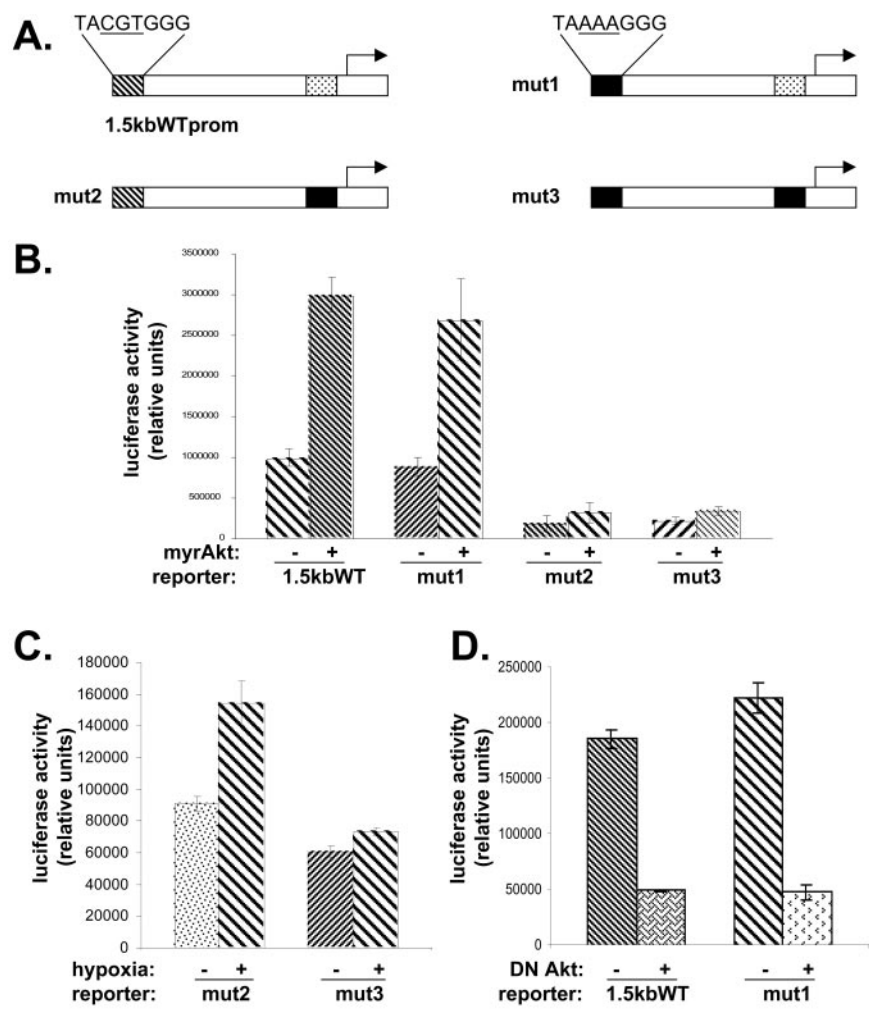 A.
TACGTGGG
1.5kbWTprom
TAAAAGGG
mut1
mut2
mut3
B.
luciferase activity
(relative units)
3500000
3000000
2500000
2000000
1500000
1000000
500000
0
myrAkt: - + - + - + - +
reporter: 1.5kbWT mut1 mut2 mut3
C.
luciferase activity
(relative units)
180000
160000
140000
120000
100000
80000
60000
40000
20000
0
hypoxia: - + - +
reporter: mut2 mut3
D.
luciferase activity
(relative units)
250000
200000
150000
100000
50000
0
DN Akt: - + - +
reporter: 1.5kbWT mut1